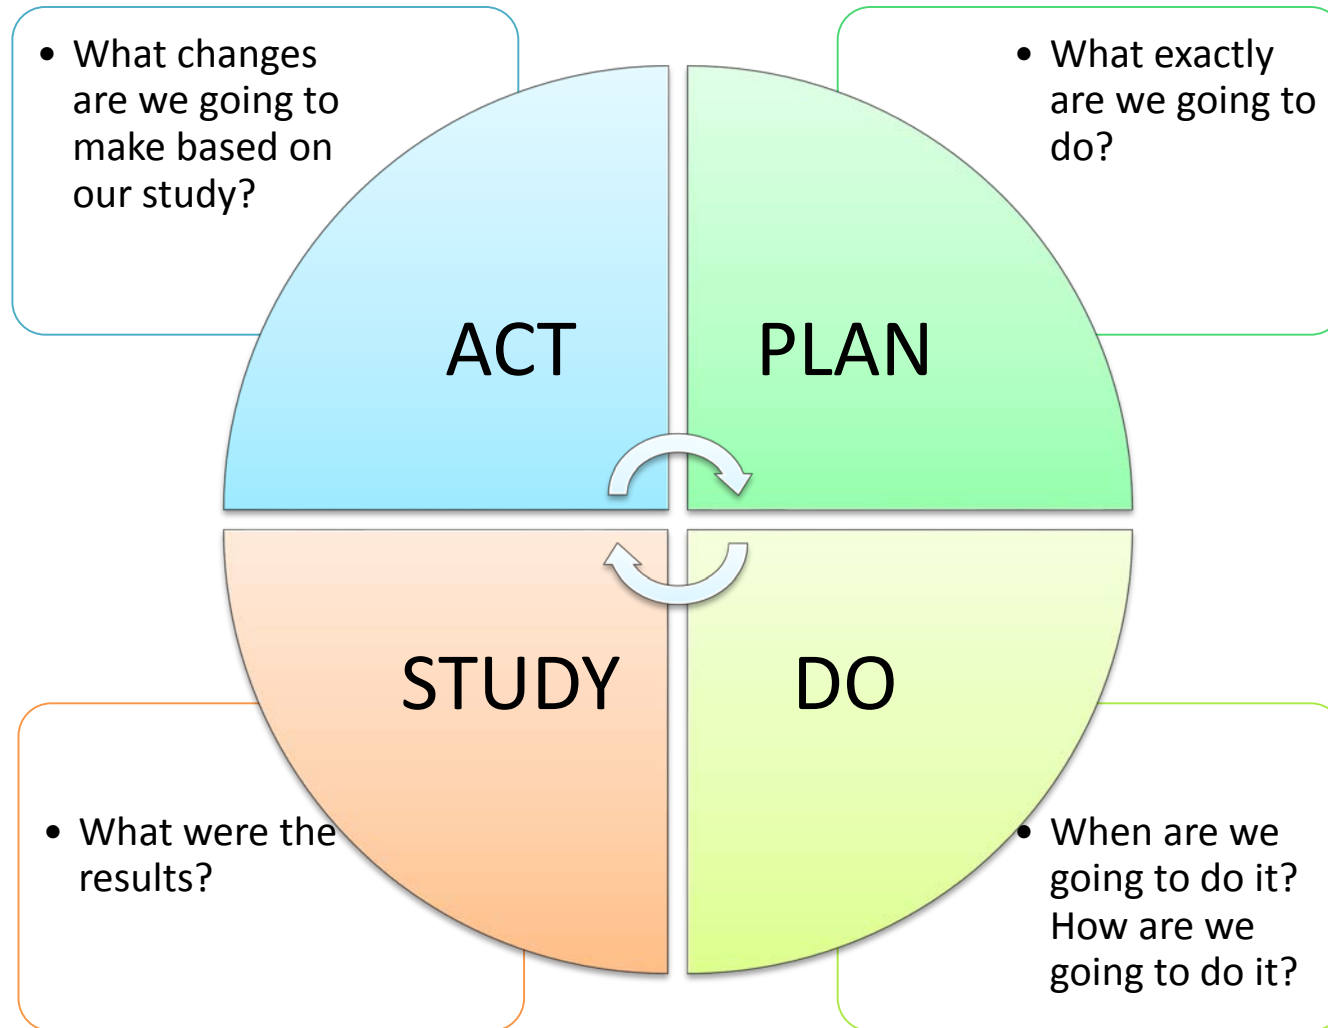 • What changes
are we going to
make based on
our study?
• What exactly
are we going to
do?
ACT
PLAN
STUDY
DO
• What were the
results?
• When are we
going to do it?
How are we
going to do it?